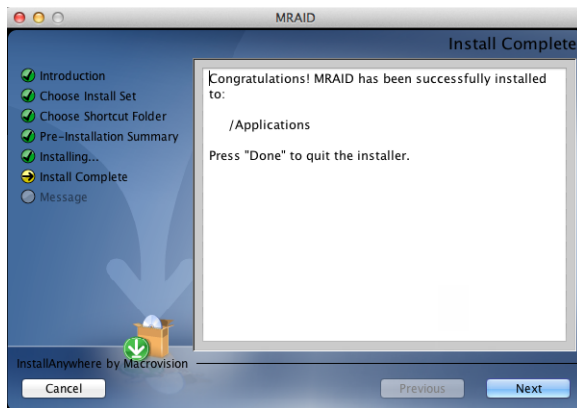 MRAID
Install Complete
Introduction
Choose Install Set
Choose Shortcut Folder
Pre-Installation Summary
Installing...
Install Complete
Message
Congratulations! MRAID has been successfully installed
to:
/Applications
Press "Done" to quit the installer.
InstallAnywhere by Macrovision
Cancel
Previous
Next